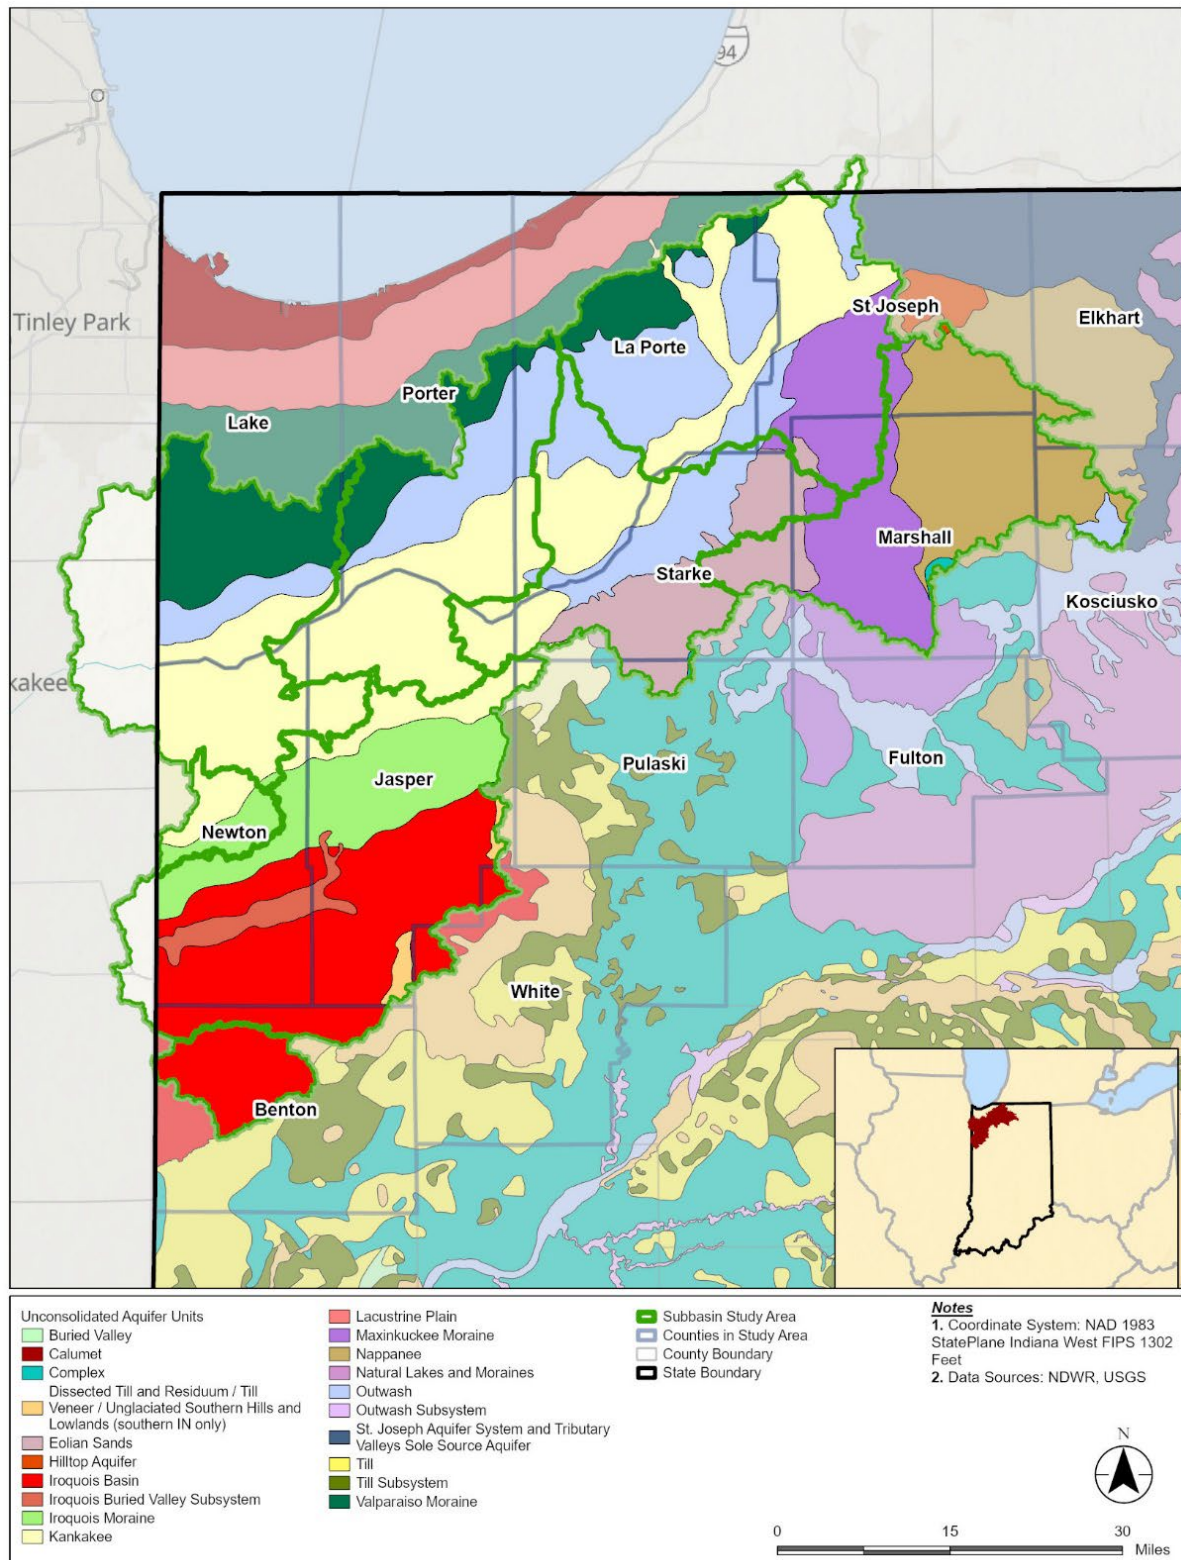 94
Tinley Park
St Joseph
Elkhart
La Porte
Porter
Lake
Marshall
Starke
Kosciusko
kakee
Pulaski
Fulton
Jasper
Newton
White
Benton
Unconsolidated Aquifer Units
Buried Valley
Calumet
Complex
Dissected Till and Residuum / Till
Veneer / Unglaciated Southern Hills and
Lowlands (southern IN only)
Eolian Sands
Hilltop Aquifer
Iroquois Basin
Iroquois Buried Valley Subsystem
Iroquois Moraine
Kankakee
Lacustrine Plain
Maxinkuckee Moraine
Nappanee
Natural Lakes and Moraines
Outwash
Outwash Subsystem
St. Joseph Aquifer System and Tributary
Valleys Sole Source Aquifer
Till
Till Subsystem
Valparaiso Moraine
Subbasin Study Area
Counties in Study Area
County Boundary
State Boundary
Notes
1. Coordinate System: NAD 1983
StatePlane Indiana West FIPS 1302
Feet
2. Data Sources: NDWR, USGS
N
0 15 30
Miles